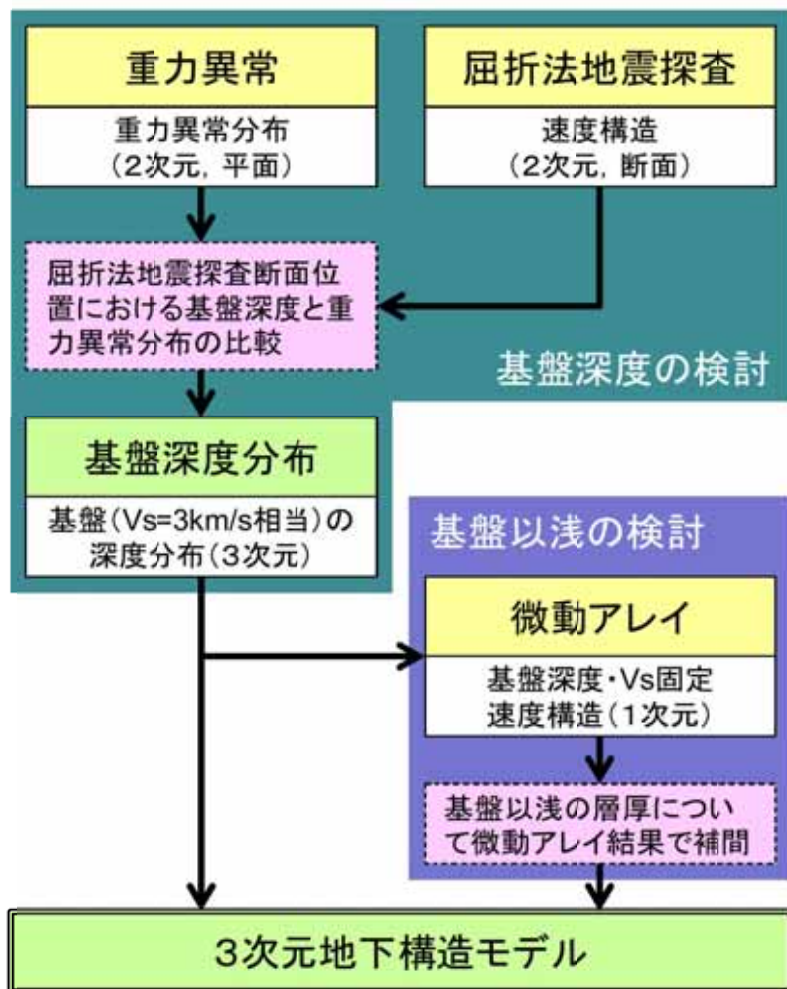 重力異常
重力異常分布
(2次元, 平面)
屈折法地震探査
速度構造
(2次元, 断面)
屈折法地震探査断面位
置における基盤深度と重
力異常分布の比較
基盤深度の検討
基盤深度分布
基盤(Vs=3km/s相当)の
深度分布(3次元)
基盤以浅の検討
微動アレイ
基盤深度・Vs固定
速度構造(1次元)
基盤以浅の層厚につい
て微動アレイ結果で補間
3次元地下構造モデル